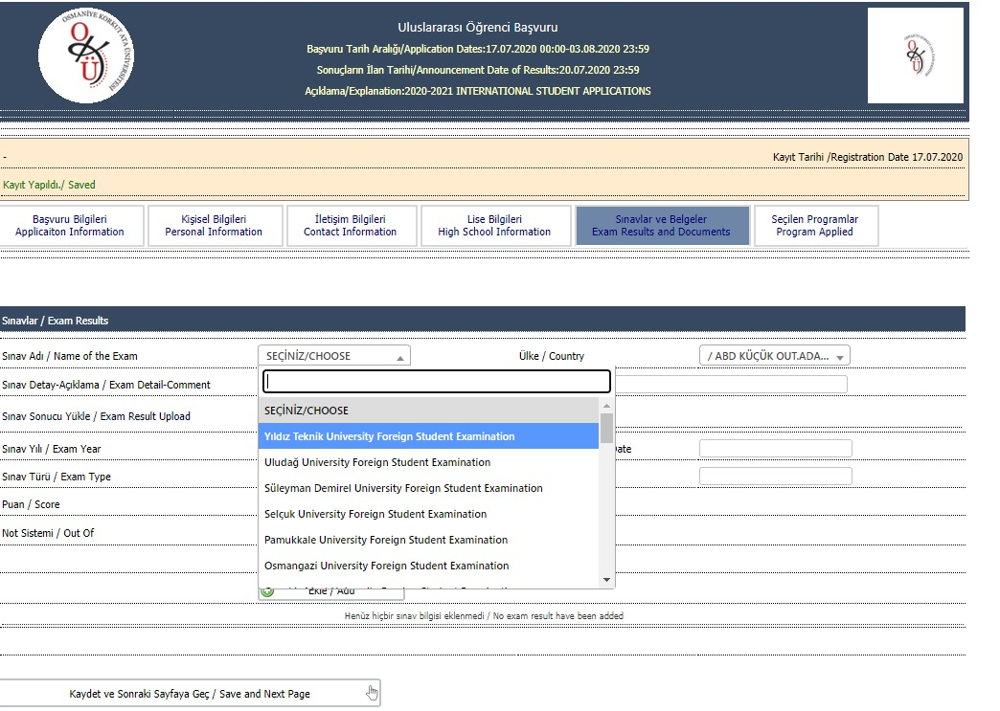 OSMANİYE KORKUT ATA ÜNİVERSİTESİ
OKÜ
Uluslararası Öğrenci Başvuru
Başvuru Tarih Aralığı/Application Dates:17.07.2020 00:00-03.08.2020 23:59
Sonuçların İlan Tarihi/Announcement Date of Results:20.07.2020 23:59
Açıklama/Explanation:2020-2021 INTERNATIONAL STUDENT APPLICATIONS
-
Kayıt Tarihi /Registration Date 17.07.2020
Kayıt Yapıldı./ Saved
Başvuru Bilgileri
Applicaiton Information
Kişisel Bilgileri
Personal Information
İletişim Bilgileri
Contact Information
Lise Bilgileri
High School Information
Sınavlar ve Belgeler
Exam Results and Documents
Seçilen Programlar
Program Applied
Sınavlar / Exam Results
Sınav Adı / Name of the Exam
SEÇİNİZ/CHOOSE
Ülke / Country
/ ABD KÜÇÜK OUT.ADA...
Sınav Detay-Açıklama / Exam Detail-Comment
SEÇİNİZ/CHOOSE
Sınav Sonucu Yükle / Exam Result Upload
Yıldız Teknik University Foreign Student Examination
Sınav Yılı / Exam Year
Uludağ University Foreign Student Examination
Sınav Türü / Exam Type
Süleyman Demirel University Foreign Student Examination
Puan / Score
Selçuk University Foreign Student Examination
Not Sistemi / Out Of
Pamukkale University Foreign Student Examination
Osmangazi University Foreign Student Examination
Ekle / Add
Henüz hiçbir sınav bilgisi eklenmedi / No exam result have been added
Kaydet ve Sonraki Sayfaya Geç / Save and Next Page